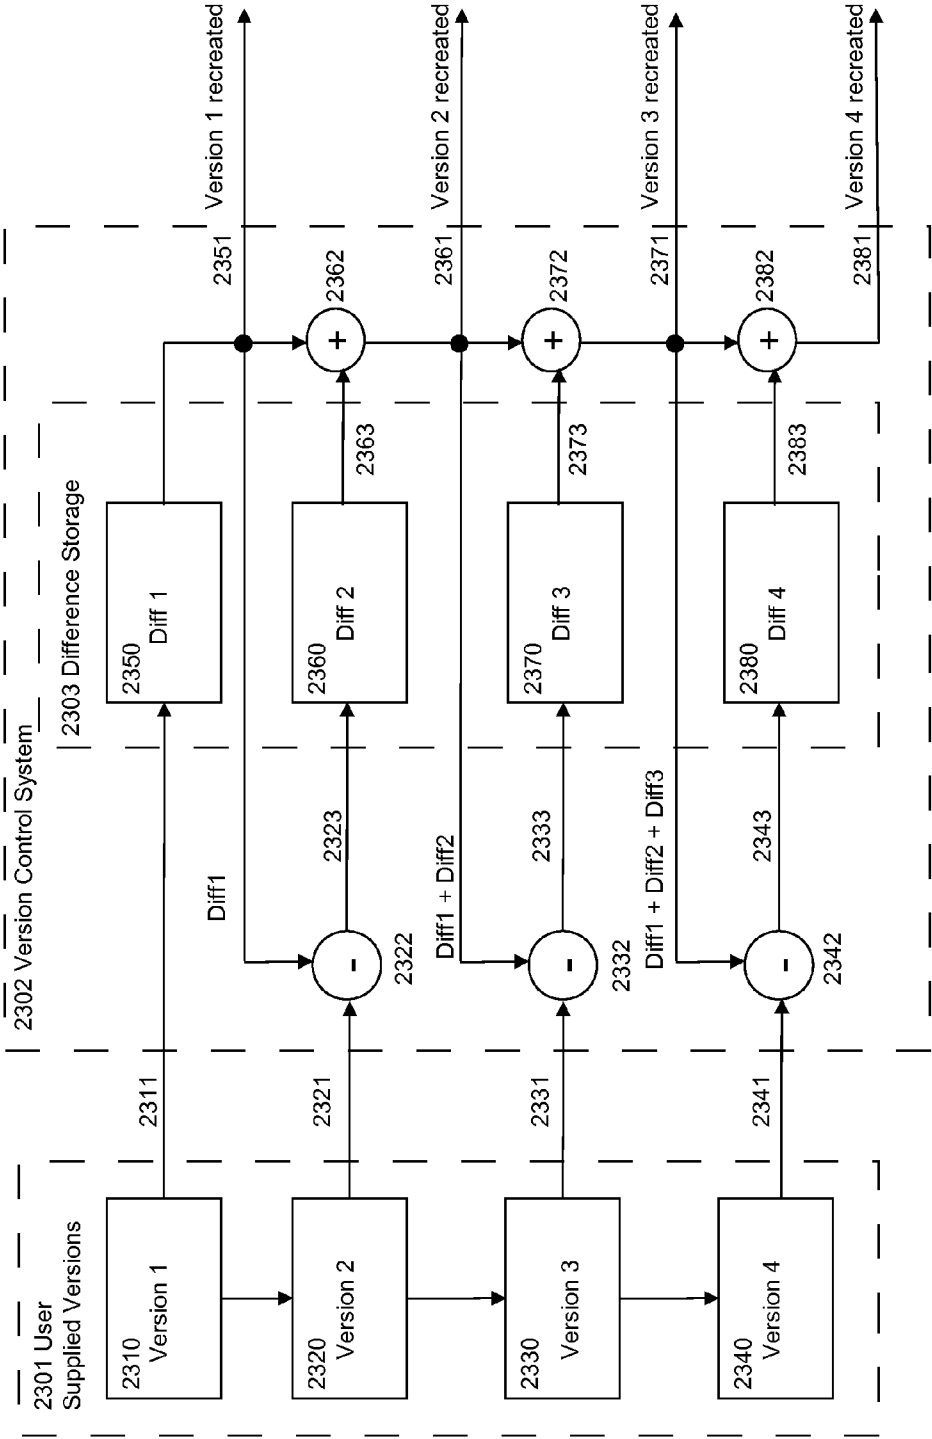 2301 User
Supplied Versions
2310
Version 1
2320
Version 2
2330
Version 3
2340
Version 4
2311
2321
2331
2341
2302 Version Control System
Diff1
2322
2323
Diff1 + Diff2
2332
2333
Diff1 + Diff2 + Diff3
2342
2343
2303 Difference Storage
2350
Diff 1
2360
Diff 2
2370
Diff 3
2380
Diff 4
2363
2373
2383
2351
2362
2361
2372
2371
2382
2381
-
-
-
+
+
+
Version 1 recreated
Version 2 recreated
Version 3 recreated
Version 4 recreated